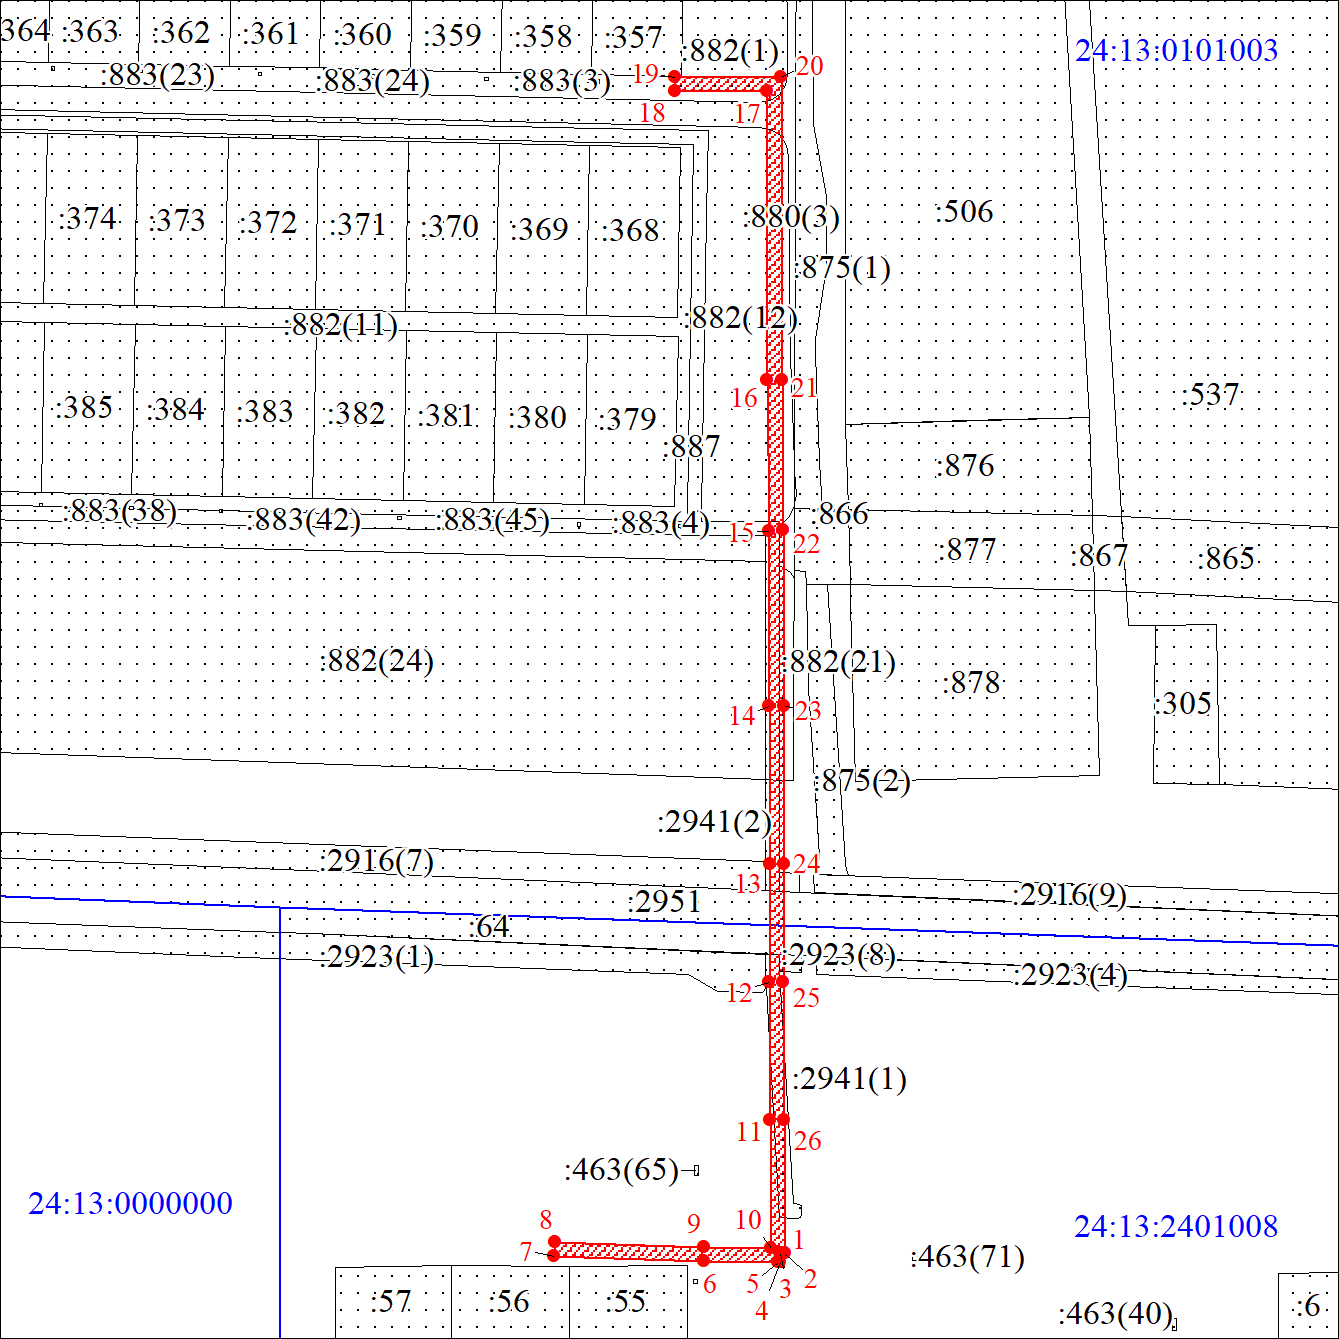 :364 :363 :362 :361 :360 :359 :358 :357 :882(1) 24:13:0101003
:883(23) :883(24) :883(3) 19 20
18 17
:374 :373 :372 :371 :370 :369 :368 :880(3) :506
:875(1)
:882(11) :882(12)
16 21 :537
:385 :384 :383 :382 :381 :380 :379
:887 :876
:883(38) :883(42) :883(45) :883(4) :866
15 22 :877 :867 :865
:882(24) :882(21) :878
14 23 :305
:875(2)
:2941(2)
:2916(7) 13 24
:2951 :2916(9)
:64
:2923(1) :2923(8) :2923(4)
12 25
:2941(1)
11 26
:463(65)
24:13:0000000 24:13:2401008
8 9 10 1
7 :463(71)
6 5 4 3 2
:57 :56 :55 :463(40) :6